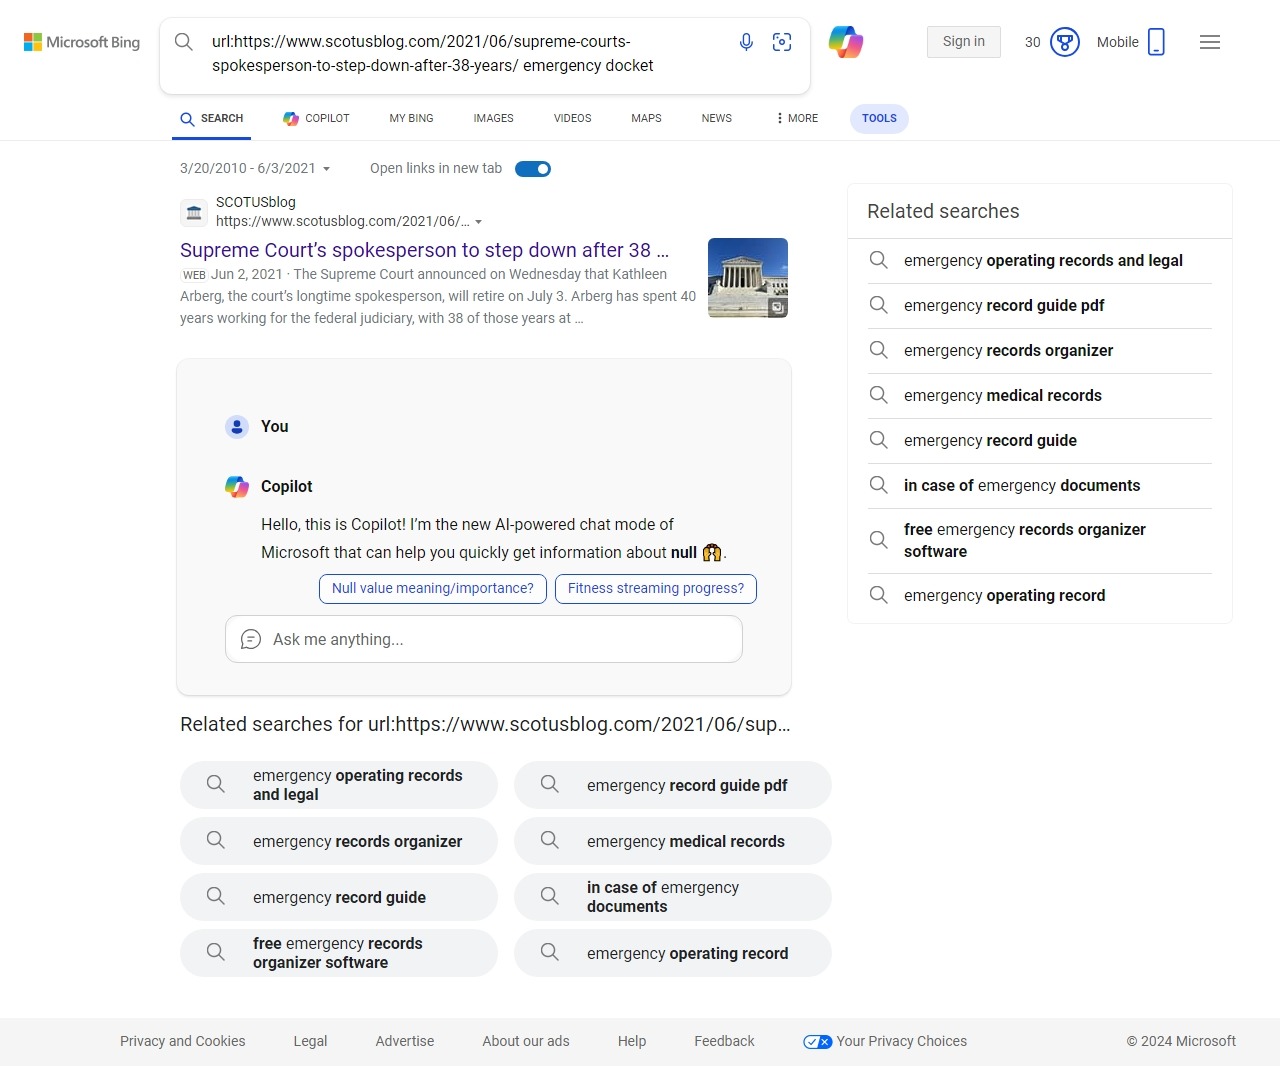 Microsoft Bing
url:https://www.scotusblog.com/2021/06/supreme-courts-
spokesperson-to-step-down-after-38-years/ emergency docket
Sign in
30
Mobile
SEARCH
COPILOT
MY BING
IMAGES
VIDEOS
MAPS
NEWS
MORE
TOOLS
3/20/2010 - 6/3/2021
Open links in new tab
SCOTUSblog
https://www.scotusblog.com/2021/06/…
Supreme Court’s spokesperson to step down after 38 …
WEB Jun 2, 2021 · The Supreme Court announced on Wednesday that Kathleen
Arberg, the court’s longtime spokesperson, will retire on July 3. Arberg has spent 40
years working for the federal judiciary, with 38 of those years at …
You
Copilot
Hello, this is Copilot! I’m the new AI-powered chat mode of
Microsoft that can help you quickly get information about null 🙌.
Null value meaning/importance?
Fitness streaming progress?
Ask me anything...
Related searches for url:https://www.scotusblog.com/2021/06/sup…
emergency operating records
and legal
emergency record guide pdf
emergency records organizer
emergency medical records
emergency record guide
in case of emergency
documents
free emergency records
organizer software
emergency operating record
Related searches
emergency operating records and legal
emergency record guide pdf
emergency records organizer
emergency medical records
emergency record guide
in case of emergency documents
free emergency records organizer
software
emergency operating record
Privacy and Cookies
Legal
Advertise
About our ads
Help
Feedback
Your Privacy Choices
© 2024 Microsoft